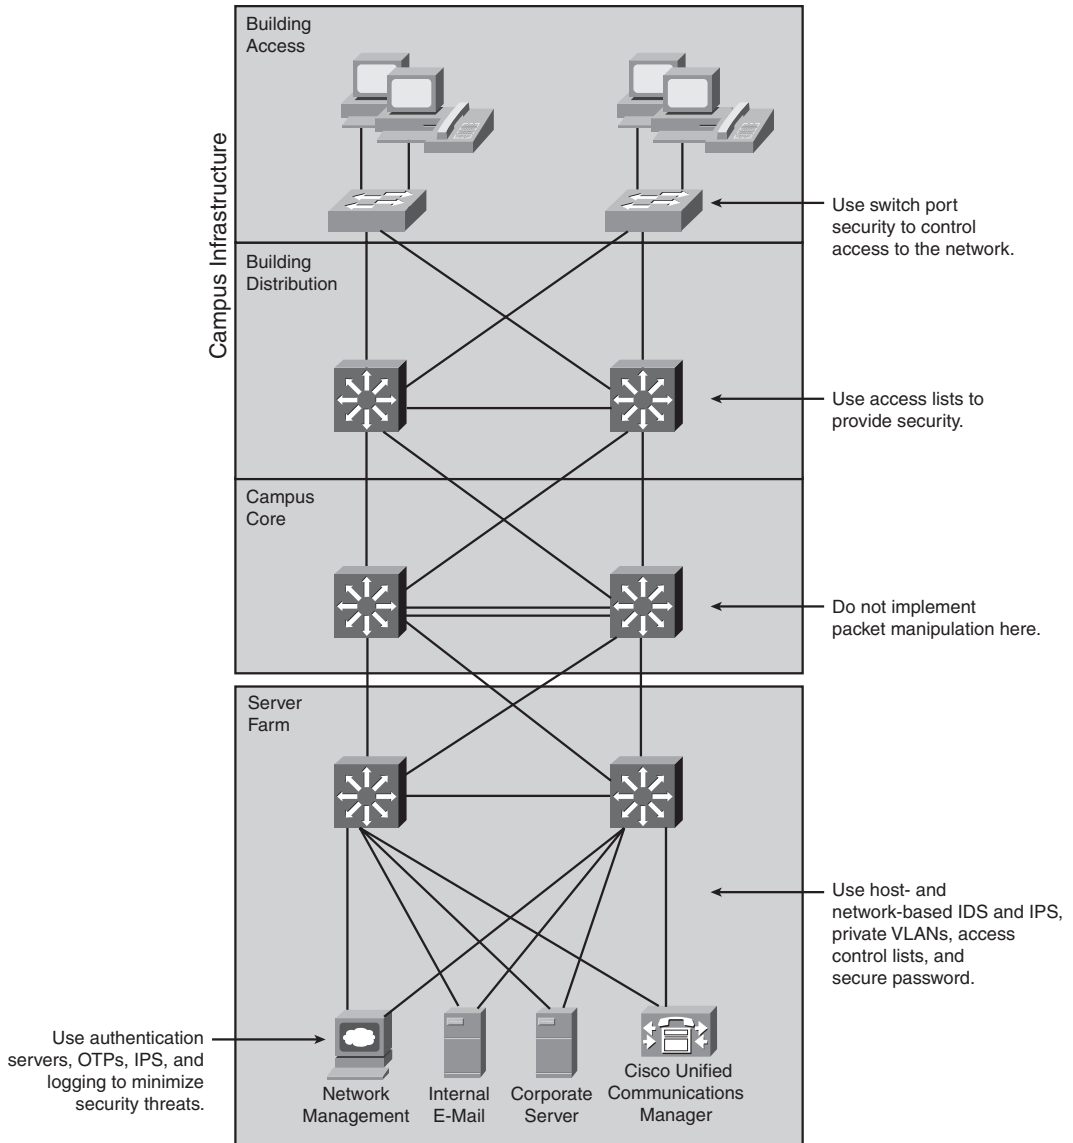 Building
Access
Campus Infrastructure
Use switch port
security to control
access to the network.
Building
Distribution
Use access lists to
provide security.
Campus
Core
Do not implement
packet manipulation here.
Server
Farm
Use host- and
network-based IDS and IPS,
private VLANs, access
control lists, and
secure password.
Use authentication
servers, OTPs, IPS, and
logging to minimize
security threats.
Network
Management
Internal
E-Mail
Corporate
Server
Cisco Unified
Communications
Manager